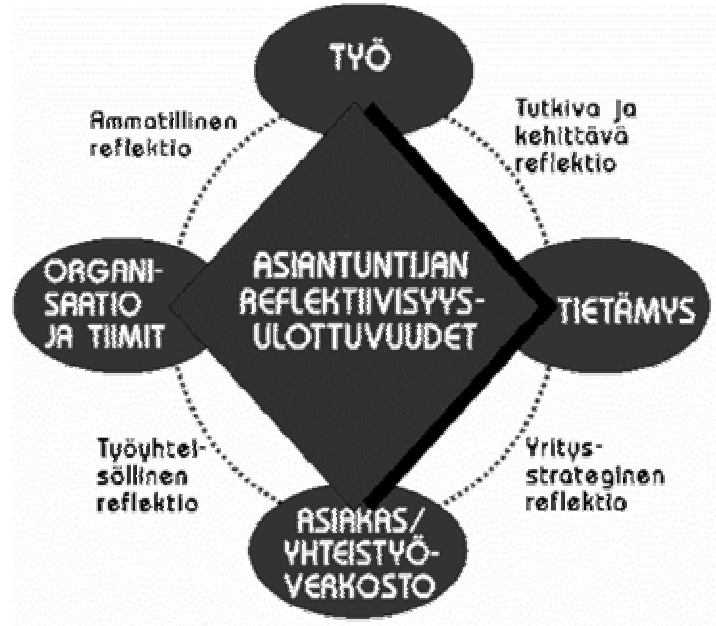 TYÖ
Ammatillinen
reflektio
Tutkiva ja
kehittävä
reflektio
ORGANI-
SAATIO
JA TIIMIT
ASIANTUNTIJAN
REFLEKTIIVISYYS-
ULOTTUVUUDET
TIETÄMYS
Työyhtei-
söllinen
reflektio
Yritys-
strateginen
reflektio
ASIAKAS/
YHTEISTYÖ-
VERKOSTO